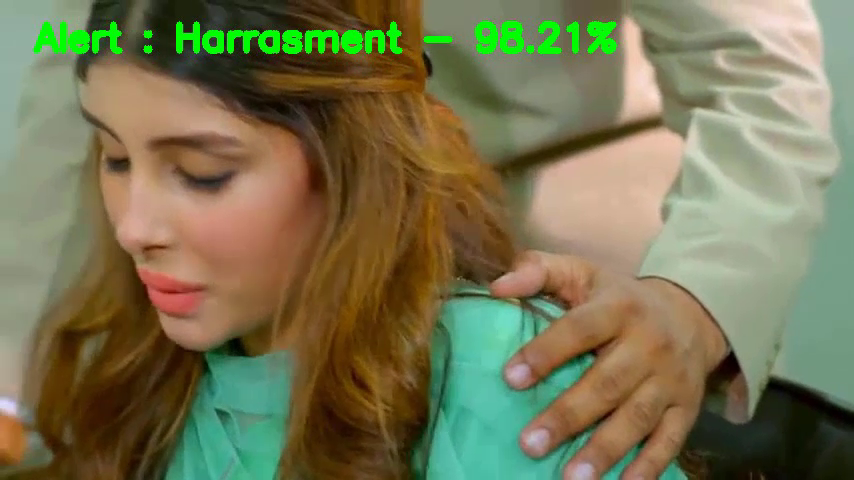 Alert : Harrasment - 98.21%